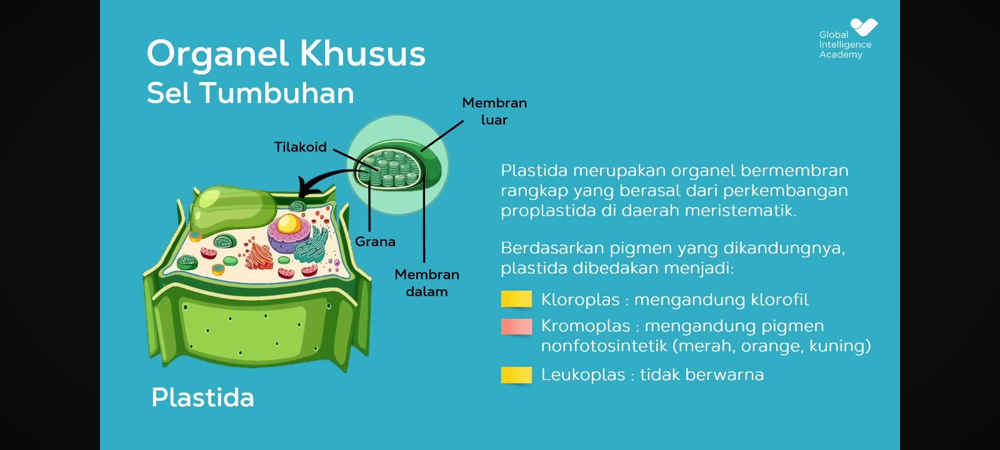 Global
Intelligence
Academy
Organel Khusus
Sel Tumbuhan
Membran
luar
Tilakoid
Grana
Membran
dalam
Plastida
Plastida merupakan organel bermembran
rangkap yang berasal dari perkembangan
proplastida di daerah meristematik.
Berdasarkan pigmen yang dikandungnya,
plastida dibedakan menjadi:
Kloroplas : mengandung klorofil
Kromoplas : mengandung pigmen
nonfotosintetik (merah, orange, kuning)
Leukoplas : tidak berwarna